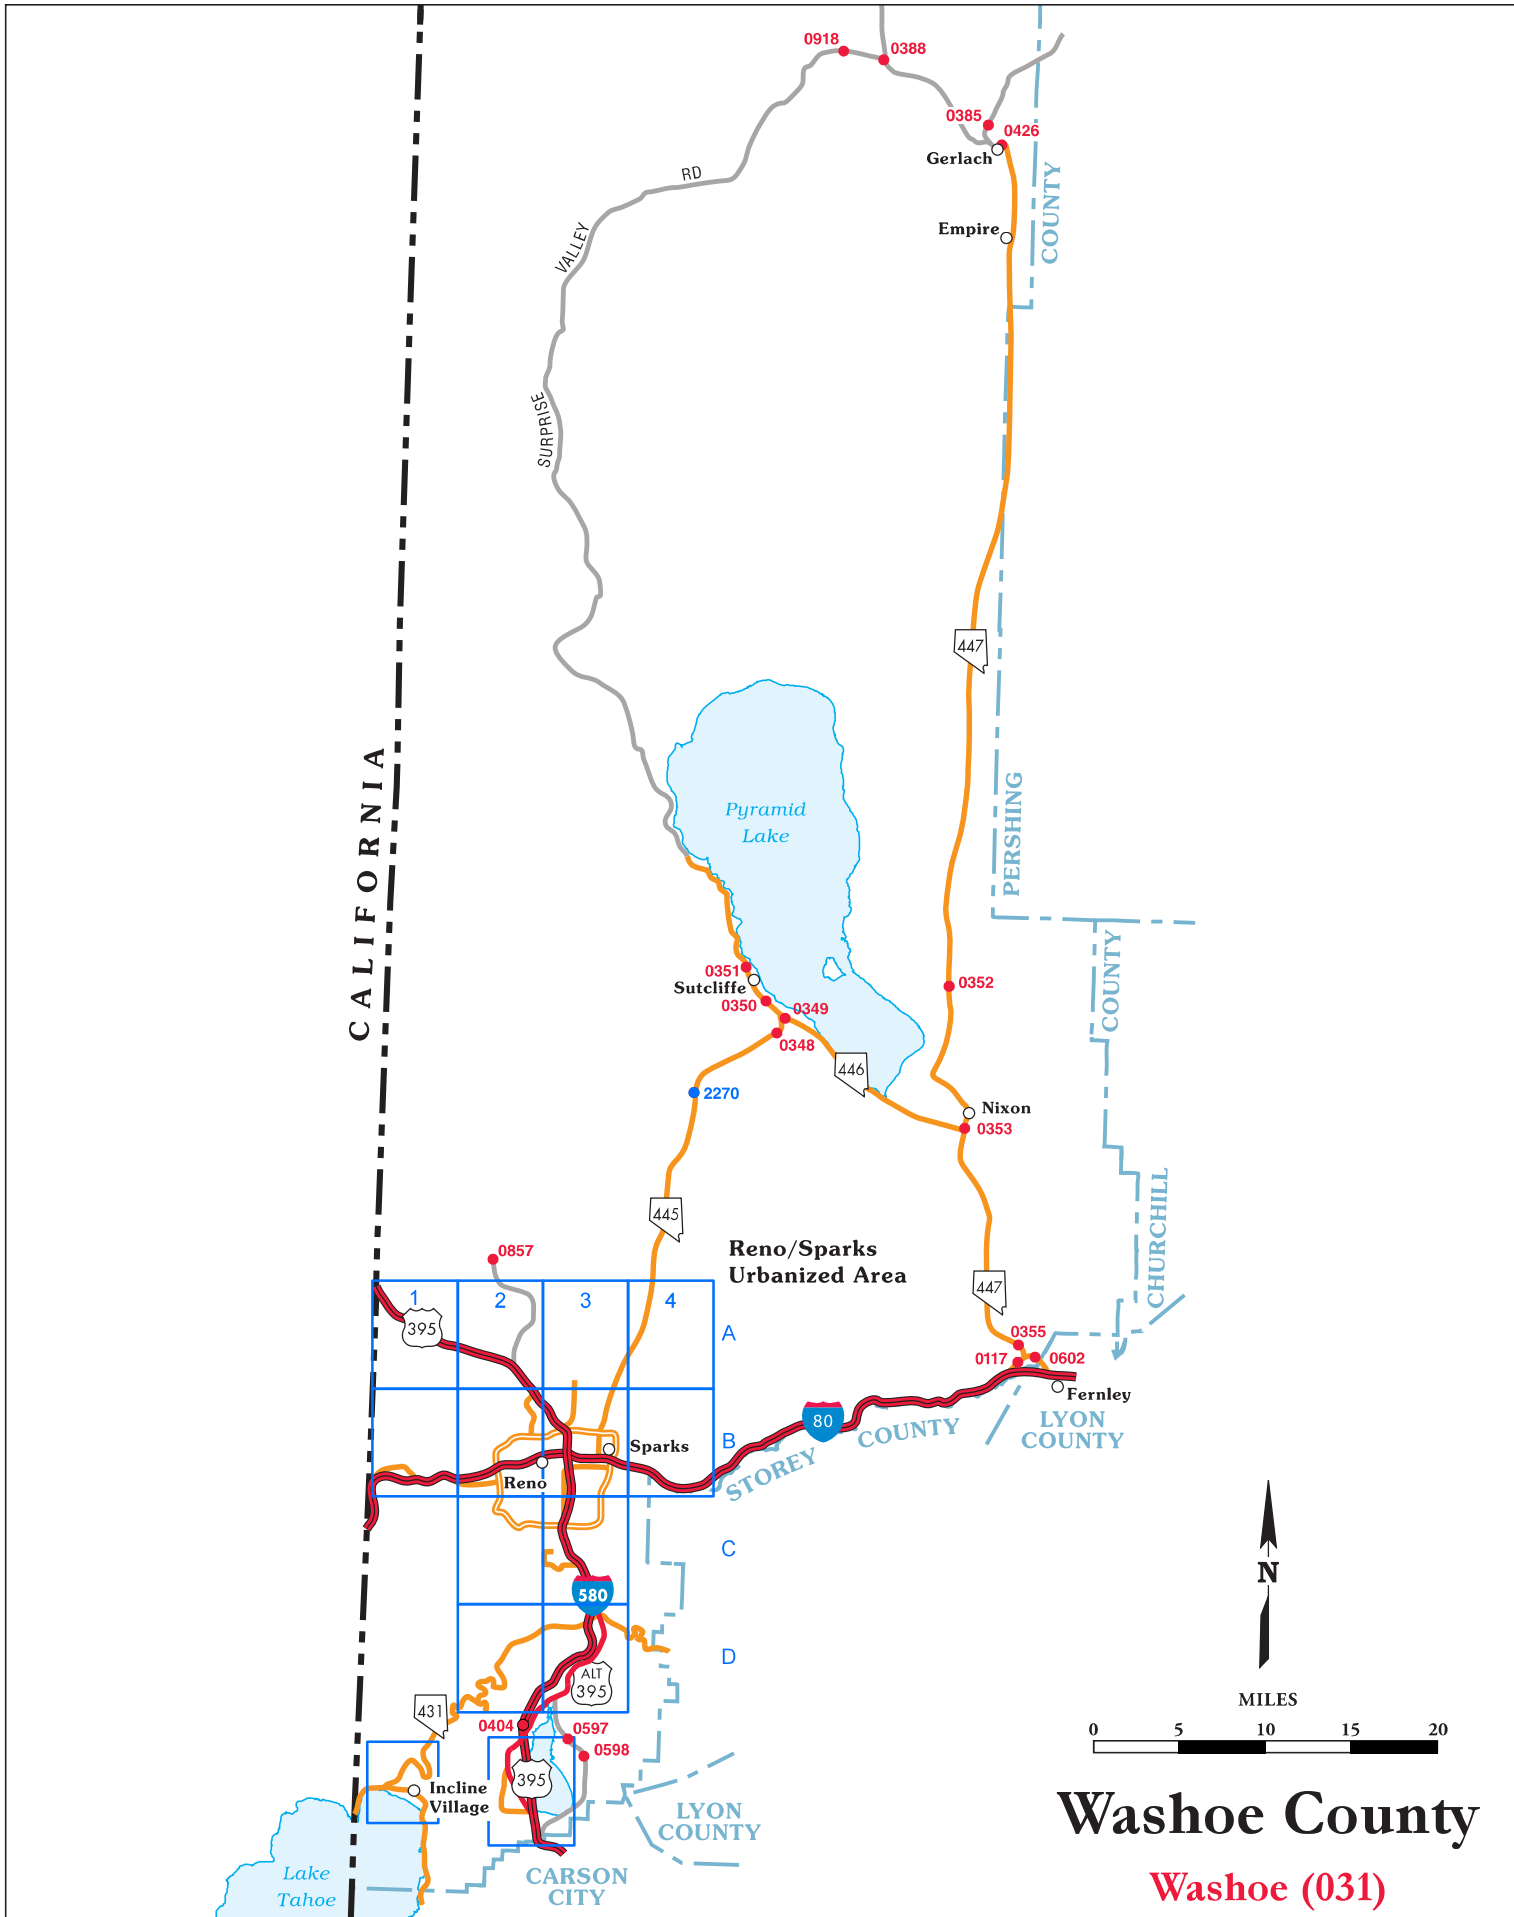 0918
0388
0385
0426
Gerlach
RD
COUNTY
Empire
VALLEY
SURPRISE
447
CALIFORNIA
PERSHING
Pyramid
Lake
COUNTY
0351
Sutcliffe
0352
0350
0349
0348
446
2270
Nixon
0353
CHURCHILL
445
Reno/Sparks
Urbanized Area
0857
447
1
2
3
4
395
A
0355
0117
0602
Fernley
80
LYON
COUNTY
STOREY COUNTY
B
Sparks
Reno
C
N
580
D
ALT
395
431
0404
0597
0598
MILES
0 5 10 15 20
395
Incline
Village
LYON
COUNTY
Washoe County
Lake
Tahoe
CARSON
CITY
Washoe (031)